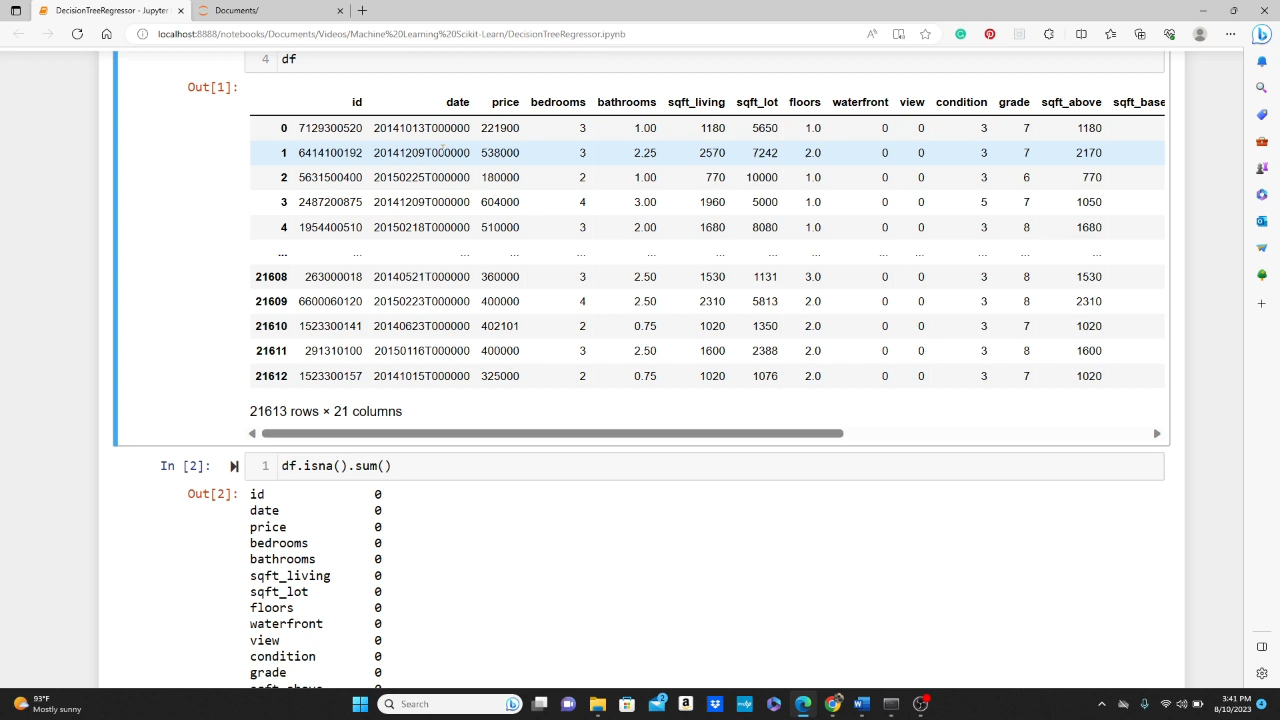 DecisionTreeRegressor - Jupyter
Documents/
localhost:8888/notebooks/Documents/Videos/Machine%20Learning%20Scikit-Learn/DecisionTreeRegressor.ipynb
4 df
Out[1]:
id date price bedrooms bathrooms sqft_living sqft_lot floors waterfront view condition grade sqft_above sqft_base
0 7129300520 20141013T000000 221900 3 1.00 1180 5650 1.0 0 0 3 7 1180
1 6414100192 20141209T000000 538000 3 2.25 2570 7242 2.0 0 0 3 7 2170
2 5631500400 20150225T000000 180000 2 1.00 770 10000 1.0 0 0 3 6 770
3 2487200875 20141209T000000 604000 4 3.00 1960 5000 1.0 0 0 5 7 1050
4 1954400510 20150218T000000 510000 3 2.00 1680 8080 1.0 0 0 3 8 1680
... ... ... ... ... ... ... ... ... ... ... ... ... ...
21608 263000018 20140521T000000 360000 3 2.50 1530 1131 3.0 0 0 3 8 1530
21609 6600060120 20150223T000000 400000 4 2.50 2310 5813 2.0 0 0 3 8 2310
21610 1523300141 20140623T000000 402101 2 0.75 1020 1350 2.0 0 0 3 7 1020
21611 291310100 20150116T000000 400000 3 2.50 1600 2388 2.0 0 0 3 8 1600
21612 1523300157 20141015T000000 325000 2 0.75 1020 1076 2.0 0 0 3 7 1020
21613 rows × 21 columns
In [2]: 1 df.isna().sum()
Out[2]: id 0
date 0
price 0
bedrooms 0
bathrooms 0
sqft_living 0
sqft_lot 0
floors 0
waterfront 0
view 0
condition 0
grade 0
sqft_above 0
93°F
Mostly sunny
Search
3:41 PM
8/10/2023